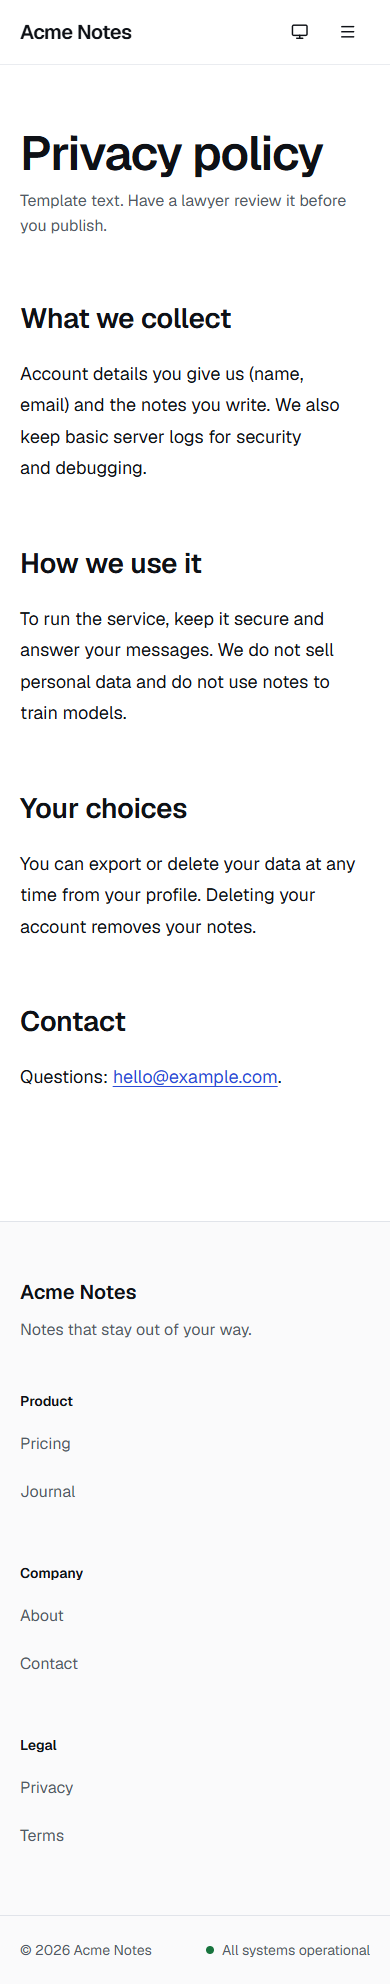 Acme Notes
Privacy policy
Template text. Have a lawyer review it before
you publish.
What we collect
Account details you give us (name,
email) and the notes you write. We also
keep basic server logs for security
and debugging.
How we use it
To run the service, keep it secure and
answer your messages. We do not sell
personal data and do not use notes to
train models.
Your choices
You can export or delete your data at any
time from your profile. Deleting your
account removes your notes.
Contact
Questions: hello@example.com.
Acme Notes
Notes that stay out of your way.
Product
Pricing
Journal
Company
About
Contact
Legal
Privacy
Terms
© 2026 Acme Notes
All systems operational